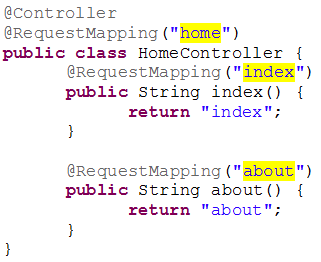 @Controller
@RequestMapping("home")
public class HomeController {
@RequestMapping("index")
public String index() {
return "index";
}
@RequestMapping("about")
public String about() {
return "about";
}
}